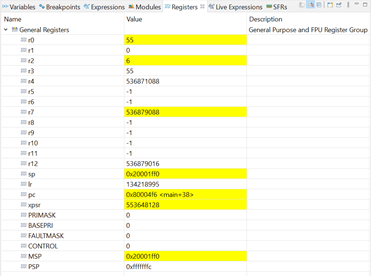 Variables Breakpoints Expressions Modules Registers Live Expressions SFRs
Name Value Description
General Registers General Purpose and FPU Register Group
r0 55
r1 0
r2 6
r3 55
r4 536871088
r5 -1
r6 -1
r7 536879088
r8 -1
r9 -1
r10 -1
r11 -1
r12 536879016
sp 0x20001ff0
lr 134218995
pc 0x80004f6 <main+38>
xpsr 553648128
PRIMASK 0
BASEPRI 0
FAULTMASK 0
CONTROL 0
MSP 0x20001ff0
PSP 0xfffffffc